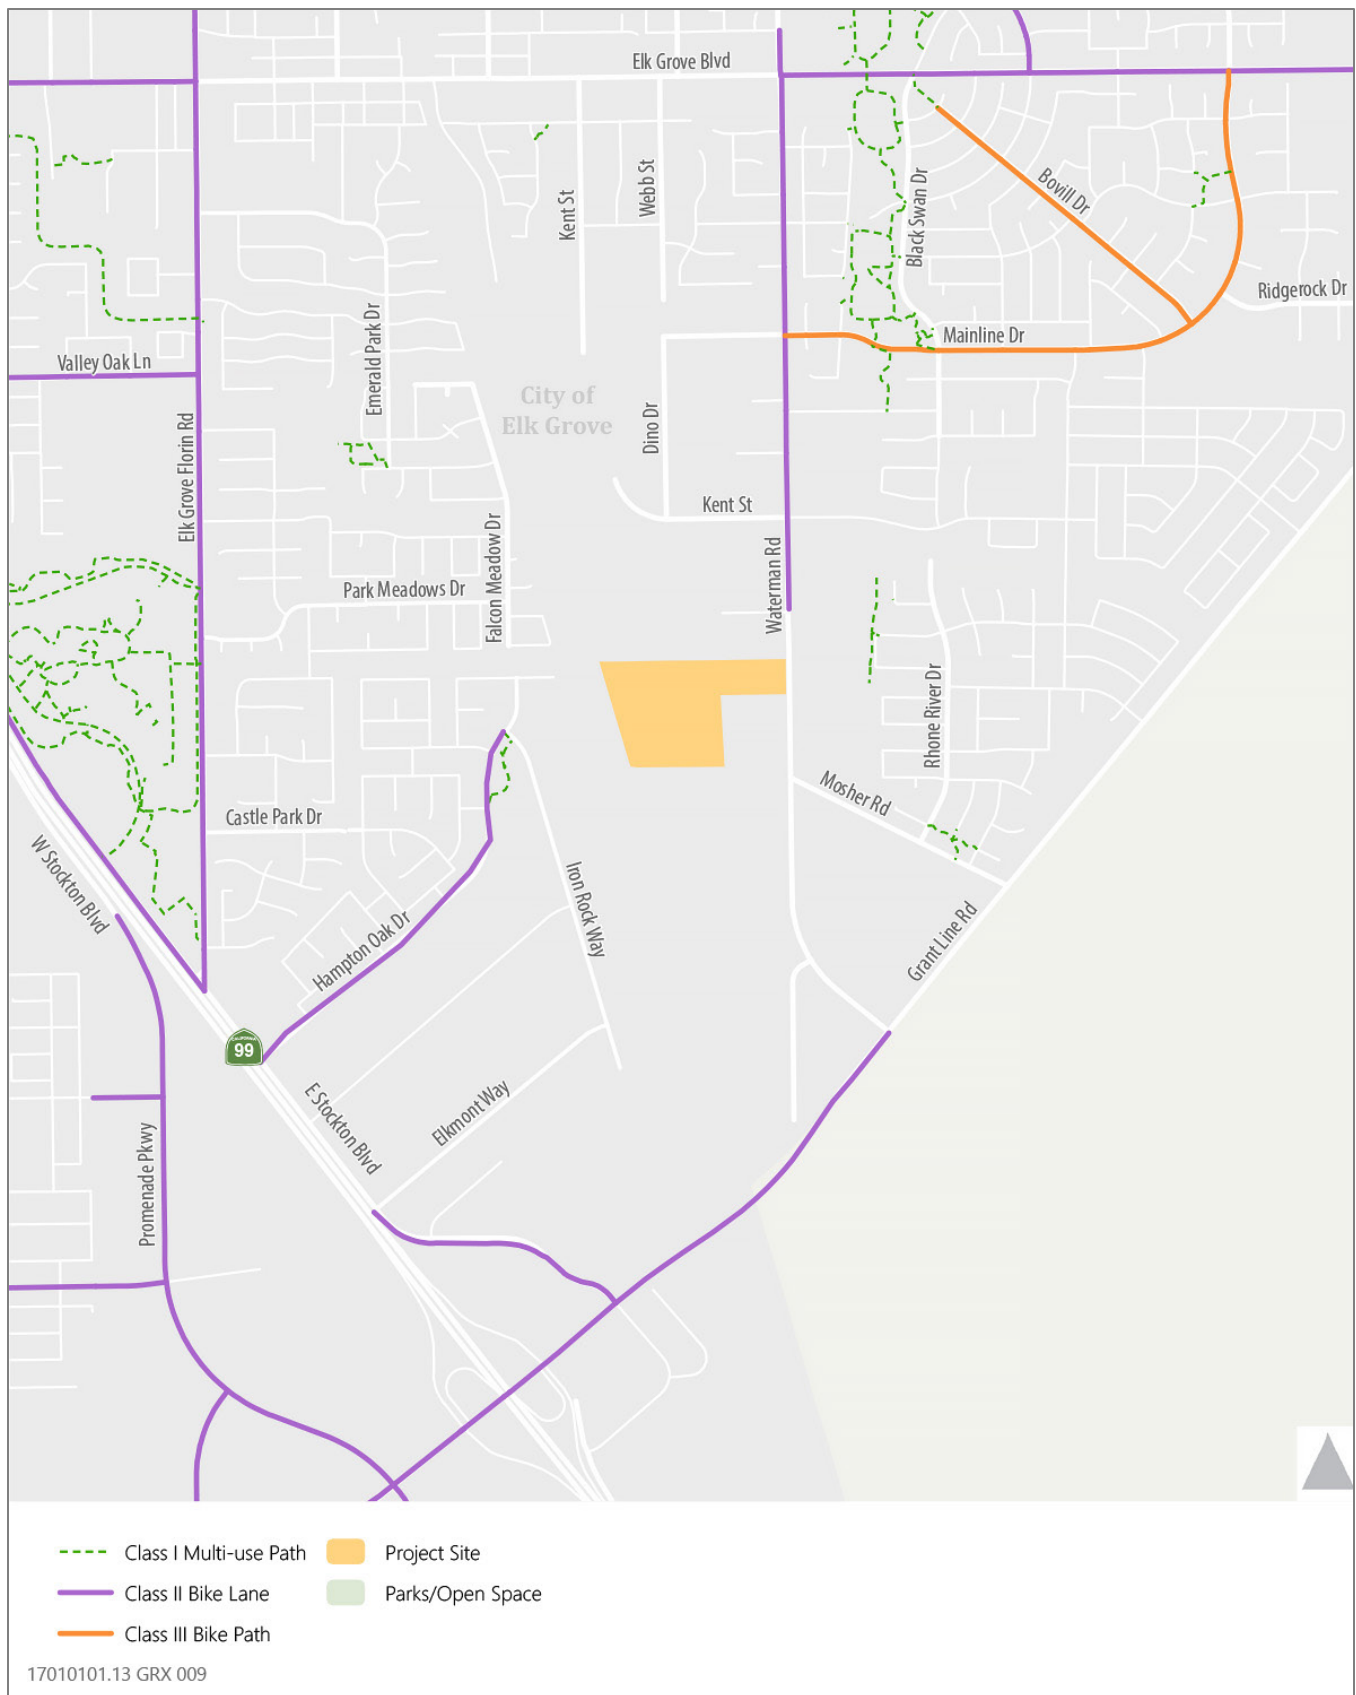 Elk Grove Blvd
Kent St
Webb St
Black Swan Dr
Bovill Dr
Ridgerock Dr
Mainline Dr
Valley Oak Ln
Emerald Park Dr
City of
Elk Grove
Dino Dr
Elk Grove Florin Rd
Kent St
Falcon Meadow Dr
Waterman Rd
Park Meadows Dr
Rhone River Dr
Mosher Rd
Castle Park Dr
W Stockton Blvd
Iron Rock Way
Hampton Oak Dr
Grant Line Rd
CALIFORNIA
99
E Stockton Blvd
Elkmont Way
Promenade Pkwy
Class I Multi-use Path
Project Site
Class II Bike Lane
Parks/Open Space
Class III Bike Path
17010101.13 GRX 009